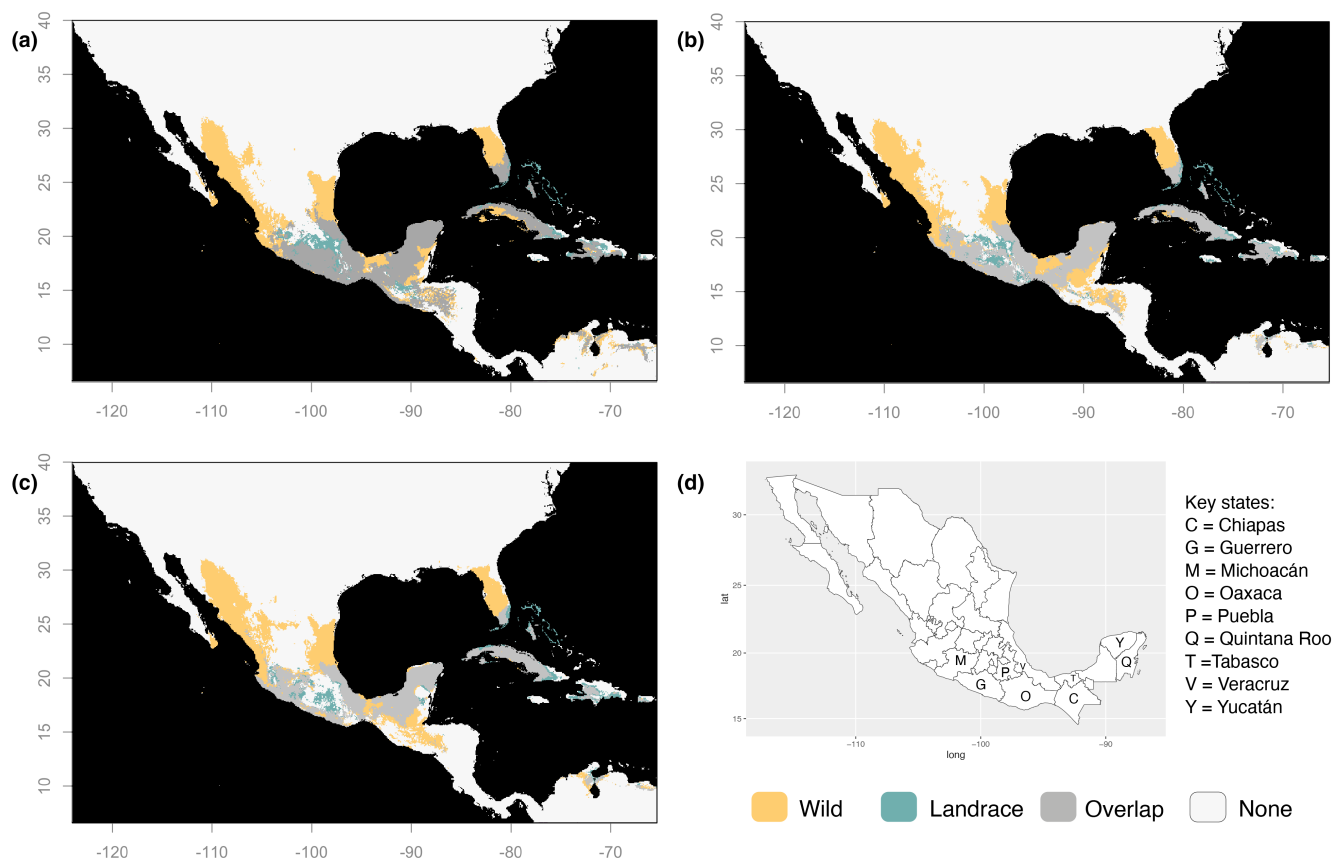 (a)
40
35
30
25
20
15
10
-120
-110
-100
-90
-80
-70
(b)
40
35
30
25
20
15
10
-120
-110
-100
-90
-80
-70
(c)
40
35
30
25
20
15
10
-120
-110
-100
-90
-80
-70
(d)
lat
30
25
20
15
M
P
V
G
O
T
C
Y
Q
−110
−100
−90
long
Key states:
C = Chiapas
G = Guerrero
M = Michoacán
O = Oaxaca
P = Puebla
Q = Quintana Roo
T =Tabasco
V = Veracruz
Y = Yucatán
Wild
Landrace
Overlap
None